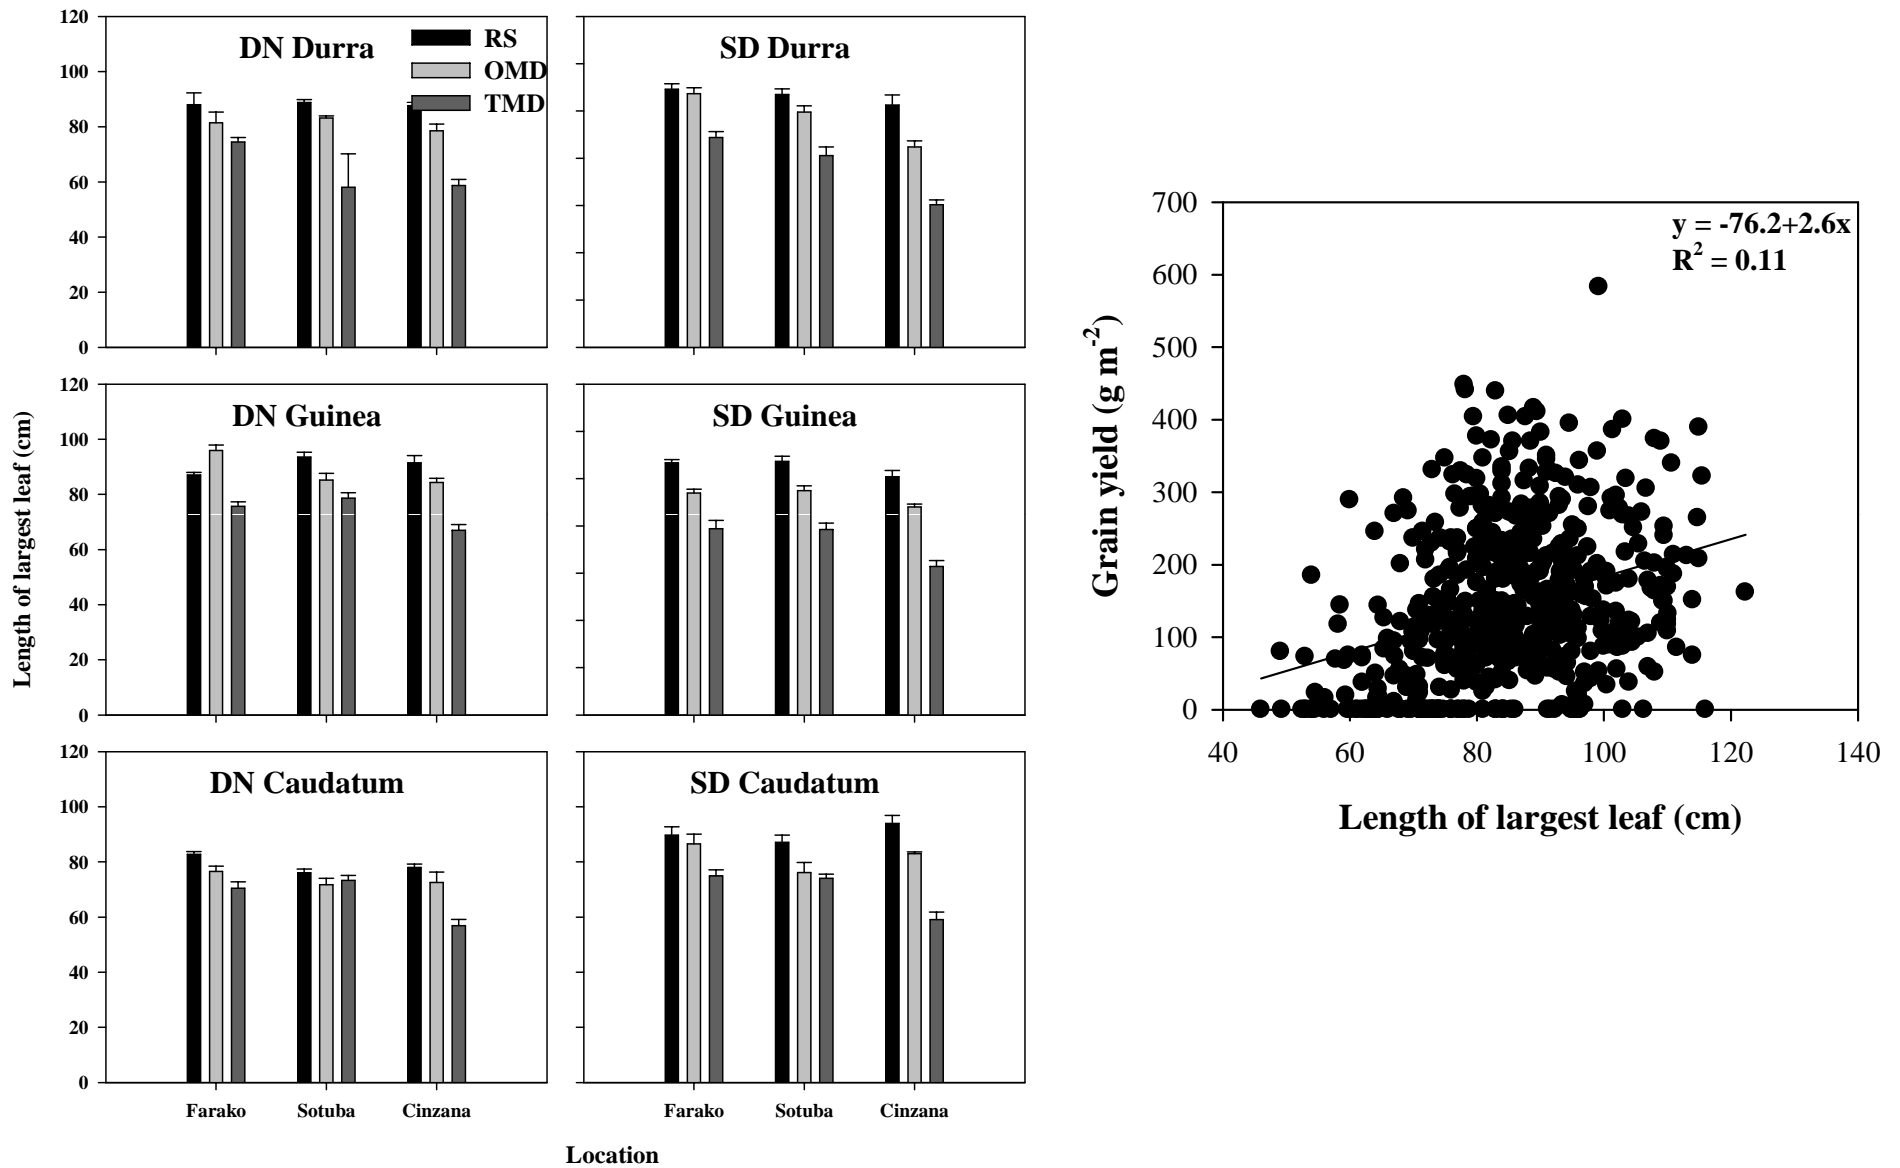 120
100
80
60
40
20
0
DN Durra
RS
OMD
TMD
SD Durra
120
100
80
60
40
20
0
DN Guinea
SD Guinea
Length of largest leaf (cm)
120
100
80
60
40
20
0
DN Caudatum
SD Caudatum
Farako Sotuba Cinzana
Farako Sotuba Cinzana
Location
700
600
500
400
300
200
100
0
y = -76.2+2.6x
R² = 0.11
Grain yield (g m⁻²)
40 60 80 100 120 140
Length of largest leaf (cm)